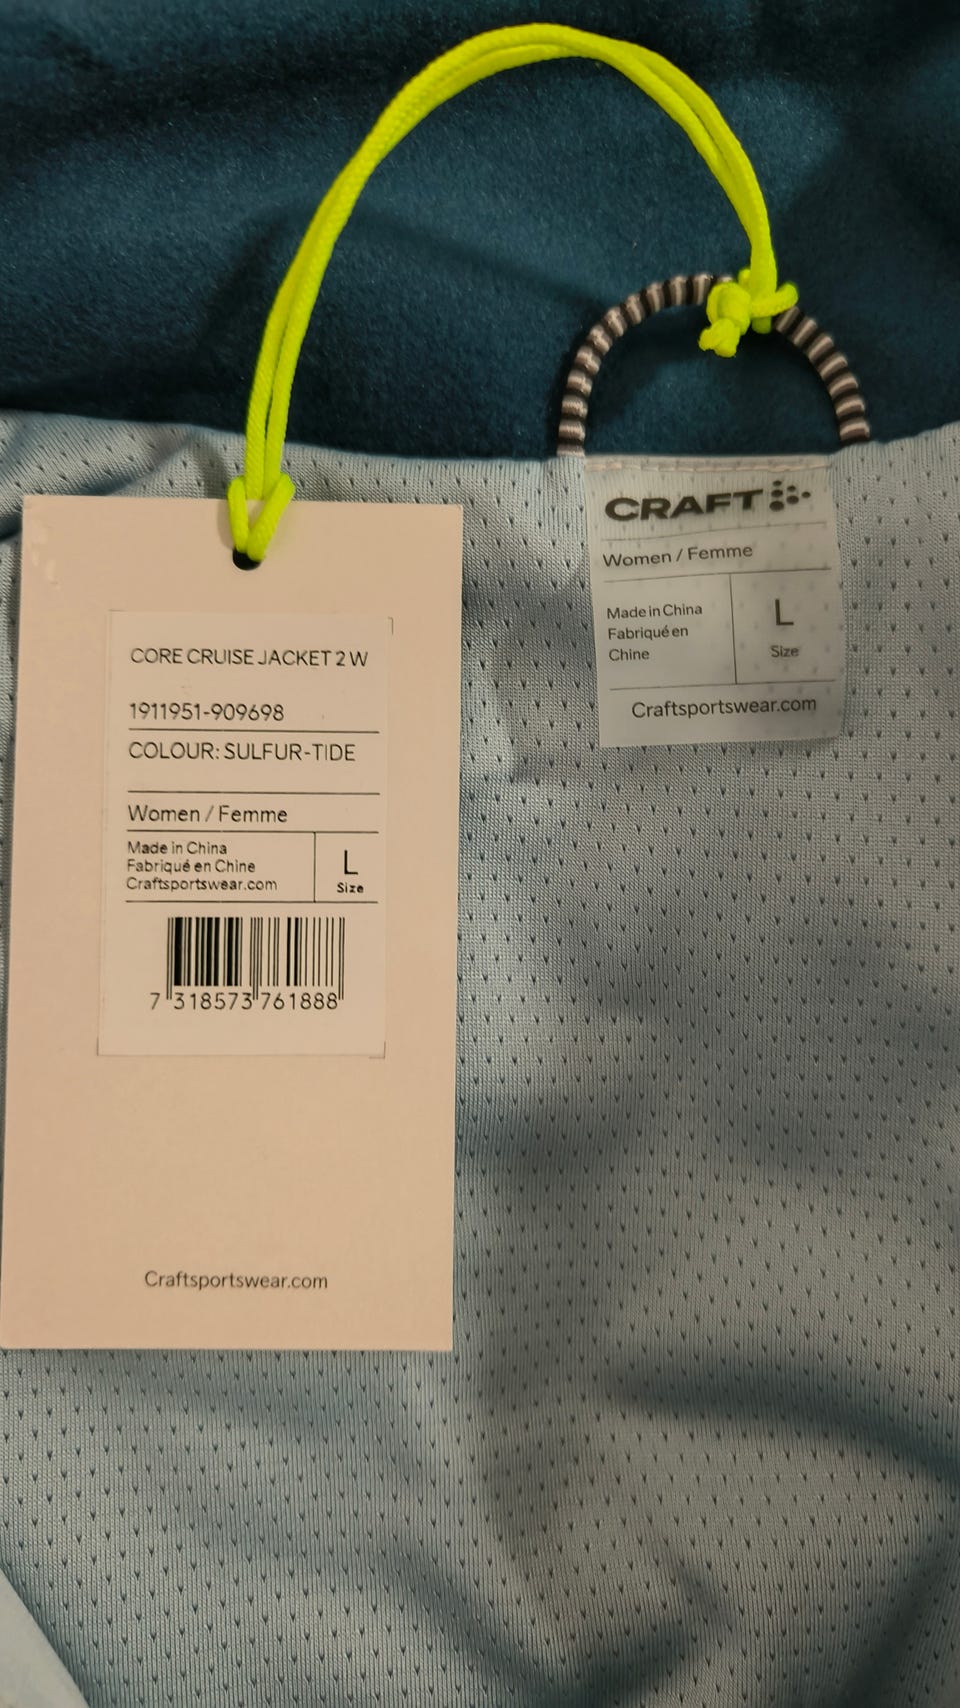 CORE CRUISE JACKET 2 W
1911951-909698
COLOUR: SULFUR-TIDE
Women / Femme
Made in China
Fabriqué en Chine
Craftsportswear.com
L
Size
7 318573 761888
Craftsportswear.com
CRAFT
Women / Femme
Made in China
Fabriqué en
Chine
L
Size
Craftsportswear.com